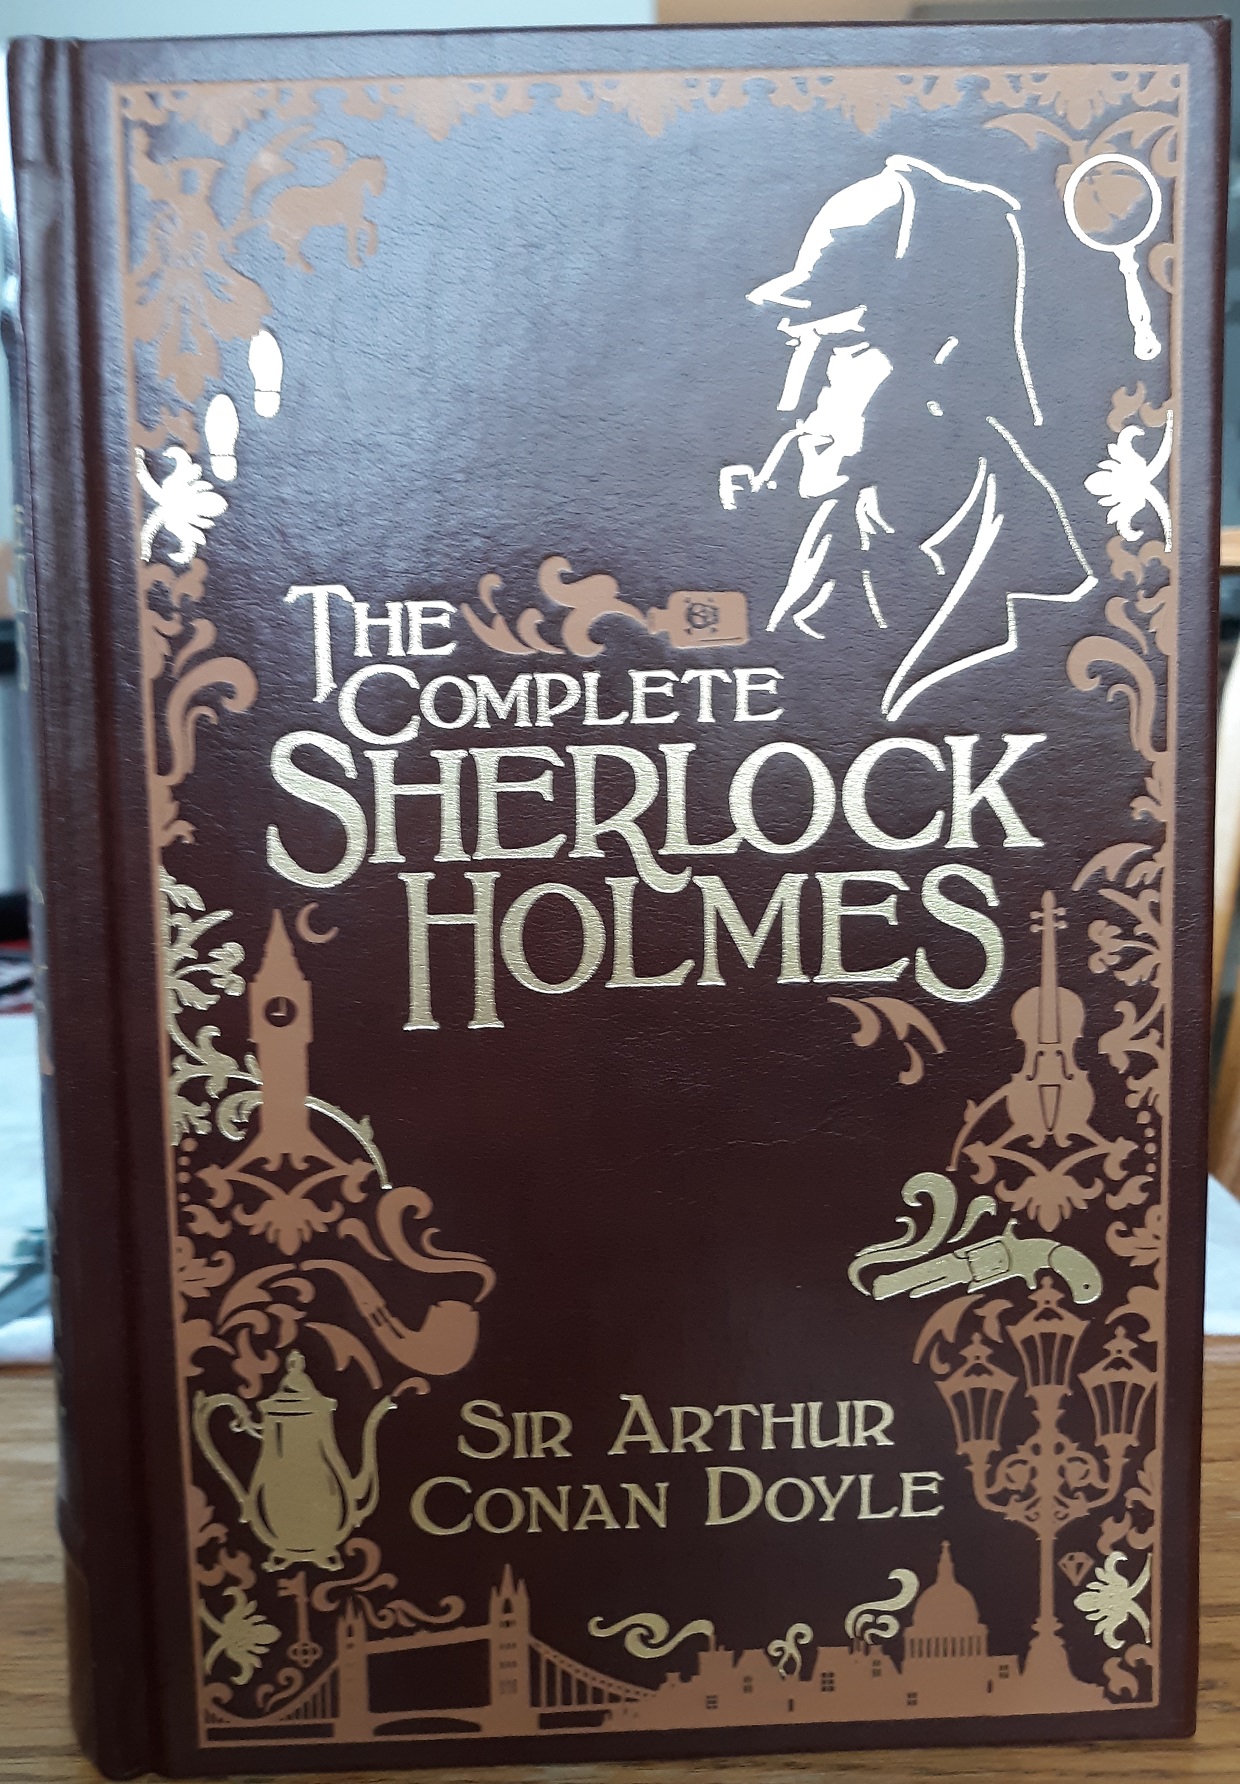 THE
COMPLETE
SHERLOCK
HOLMES
SIR ARTHUR
CONAN DOYLE